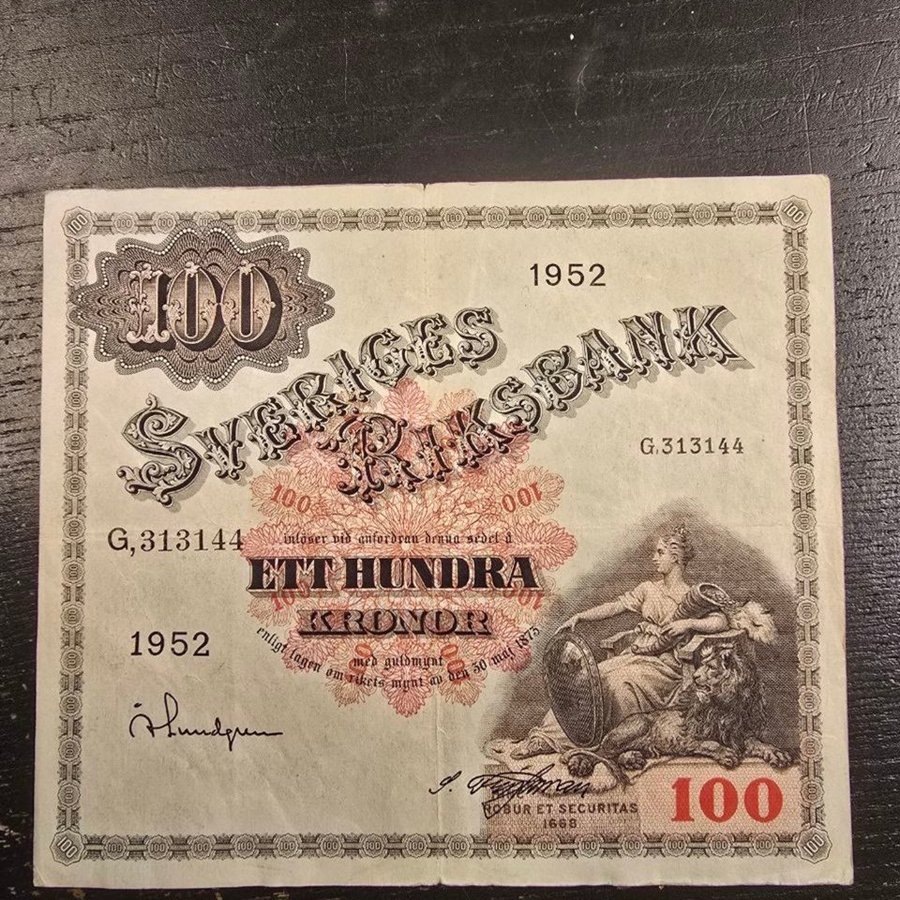 100
1952
SVERIGES
RIKSBANK
G,313144
100 100
G,313144
inlöser vid anfordran denna sedel å
ETT HUNDRA
KRONOR
1952
med guldmynt
enligt lagen om rikets mynt av den 30 maj 1873
ROBUR ET SECURITAS
1668
100